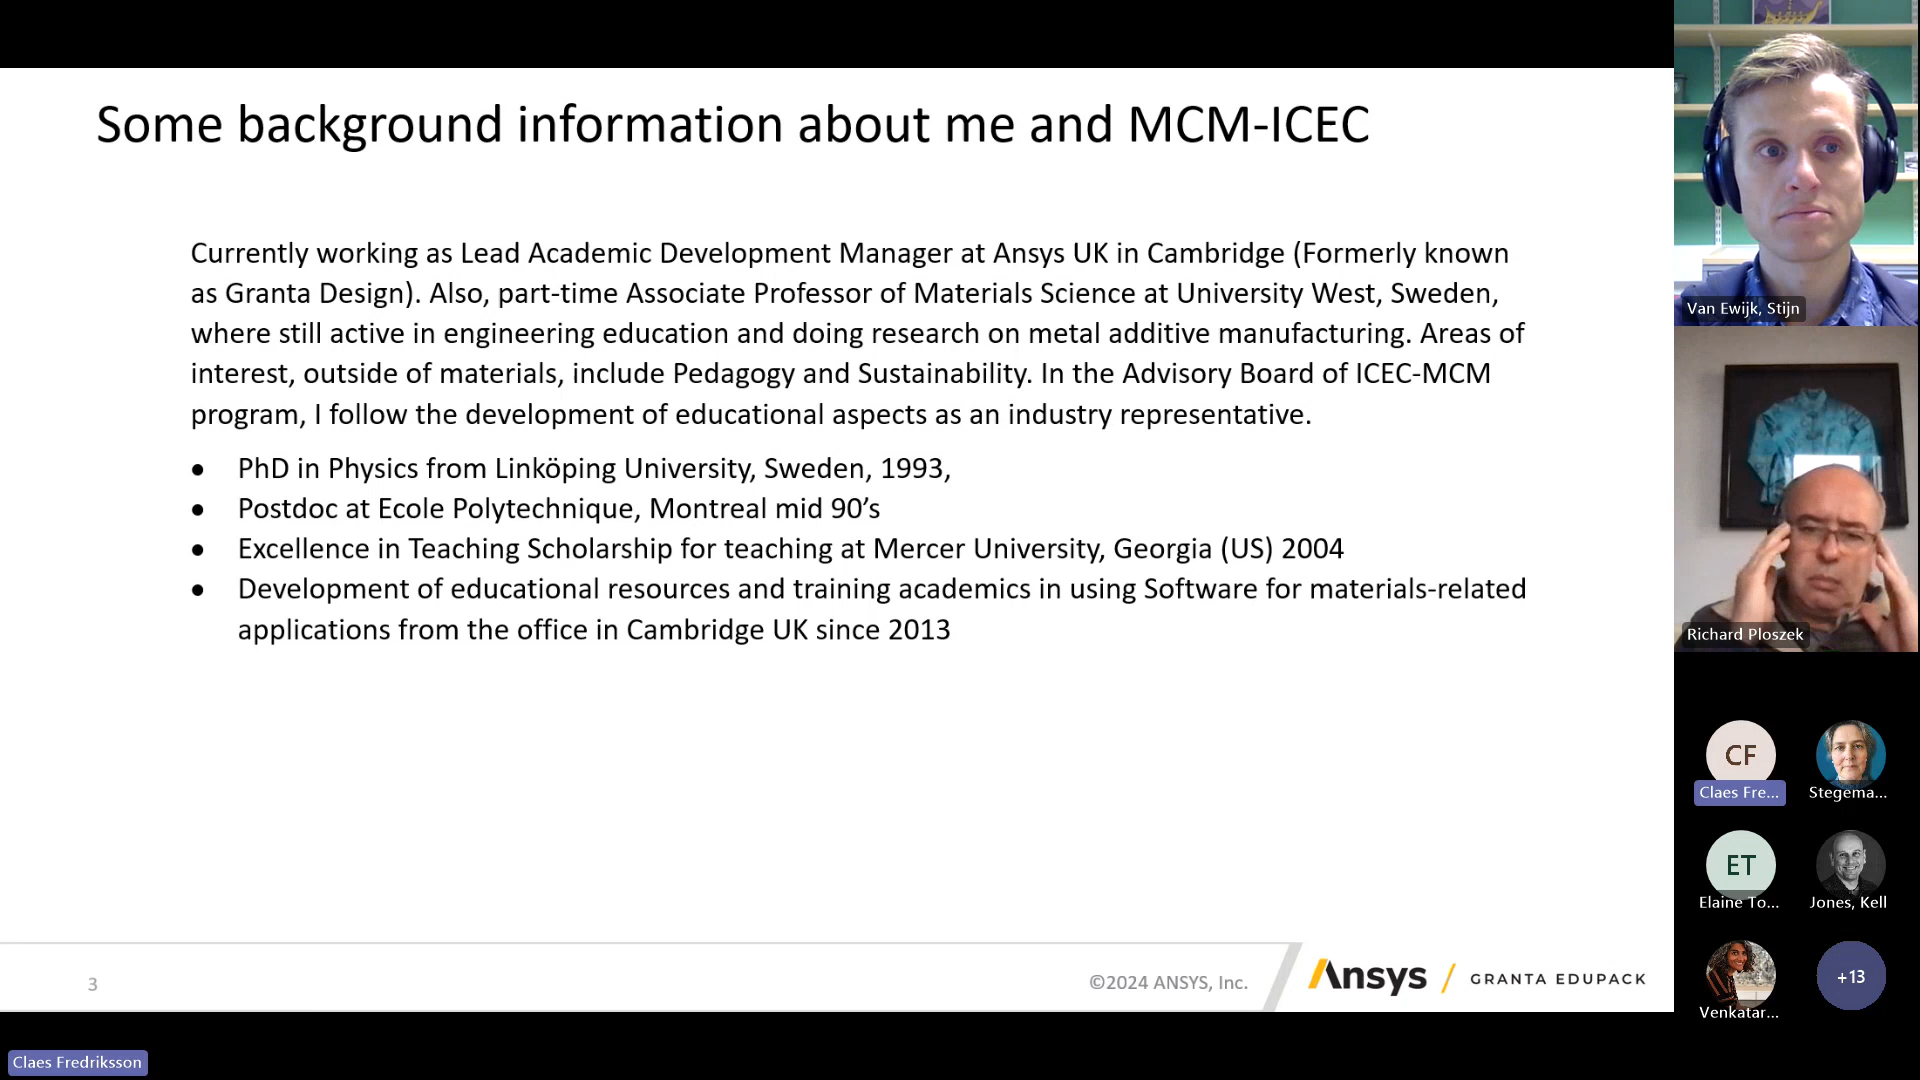 Some background information about me and MCM-ICEC
Currently working as Lead Academic Development Manager at Ansys UK in Cambridge (Formerly known
as Granta Design). Also, part-time Associate Professor of Materials Science at University West, Sweden,
where still active in engineering education and doing research on metal additive manufacturing. Areas of
interest, outside of materials, include Pedagogy and Sustainability. In the Advisory Board of ICEC-MCM
program, I follow the development of educational aspects as an industry representative.
• PhD in Physics from Linköping University, Sweden, 1993,
• Postdoc at Ecole Polytechnique, Montreal mid 90’s
• Excellence in Teaching Scholarship for teaching at Mercer University, Georgia (US) 2004
• Development of educational resources and training academics in using Software for materials-related
applications from the office in Cambridge UK since 2013
3
©2024 ANSYS, Inc.
Ansys / GRANTA EDUPACK
Claes Fredriksson
Van Ewijk, Stijn
Richard Ploszek
CF
Claes Fre...
Stegema...
ET
Elaine To...
Jones, Kell
Venkatar...
+13